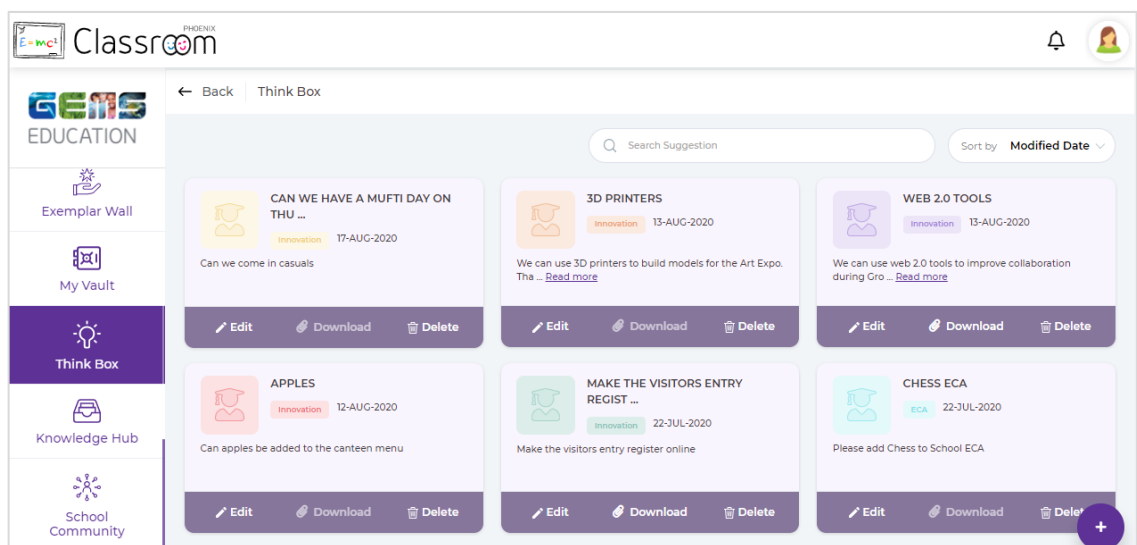 E=mc²
Classroom
PHOENIX
GEMS
EDUCATION
Exemplar Wall
My Vault
Think Box
Knowledge Hub
School
Community
← Back Think Box
Search Suggestion
Sort by Modified Date
CAN WE HAVE A MUFTI DAY ON
THU ...
Innovation 17-AUG-2020
Can we come in casuals
Edit Download Delete
3D PRINTERS
Innovation 13-AUG-2020
We can use 3D printers to build models for the Art Expo.
Tha ... Read more
Edit Download Delete
WEB 2.0 TOOLS
Innovation 13-AUG-2020
We can use web 2.0 tools to improve collaboration
during Gro ... Read more
Edit Download Delete
APPLES
Innovation 12-AUG-2020
Can apples be added to the canteen menu
Edit Download Delete
MAKE THE VISITORS ENTRY
REGIST ...
Innovation 22-JUL-2020
Make the visitors entry register online
Edit Download Delete
CHESS ECA
ECA 22-JUL-2020
Please add Chess to School ECA
Edit Download Delet
+